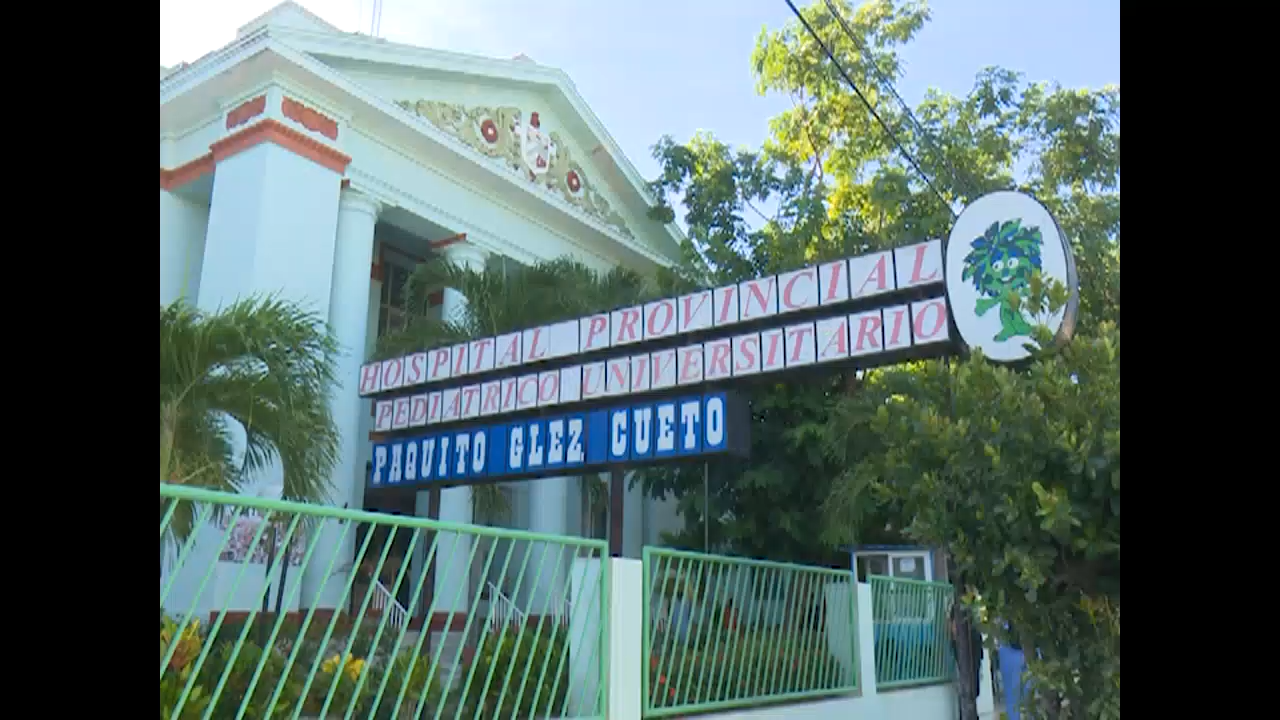 HOSPITAL PROVINCIAL
PEDIATRICO UNIVERSITARIO
PAQUITO GLEZ CUETO